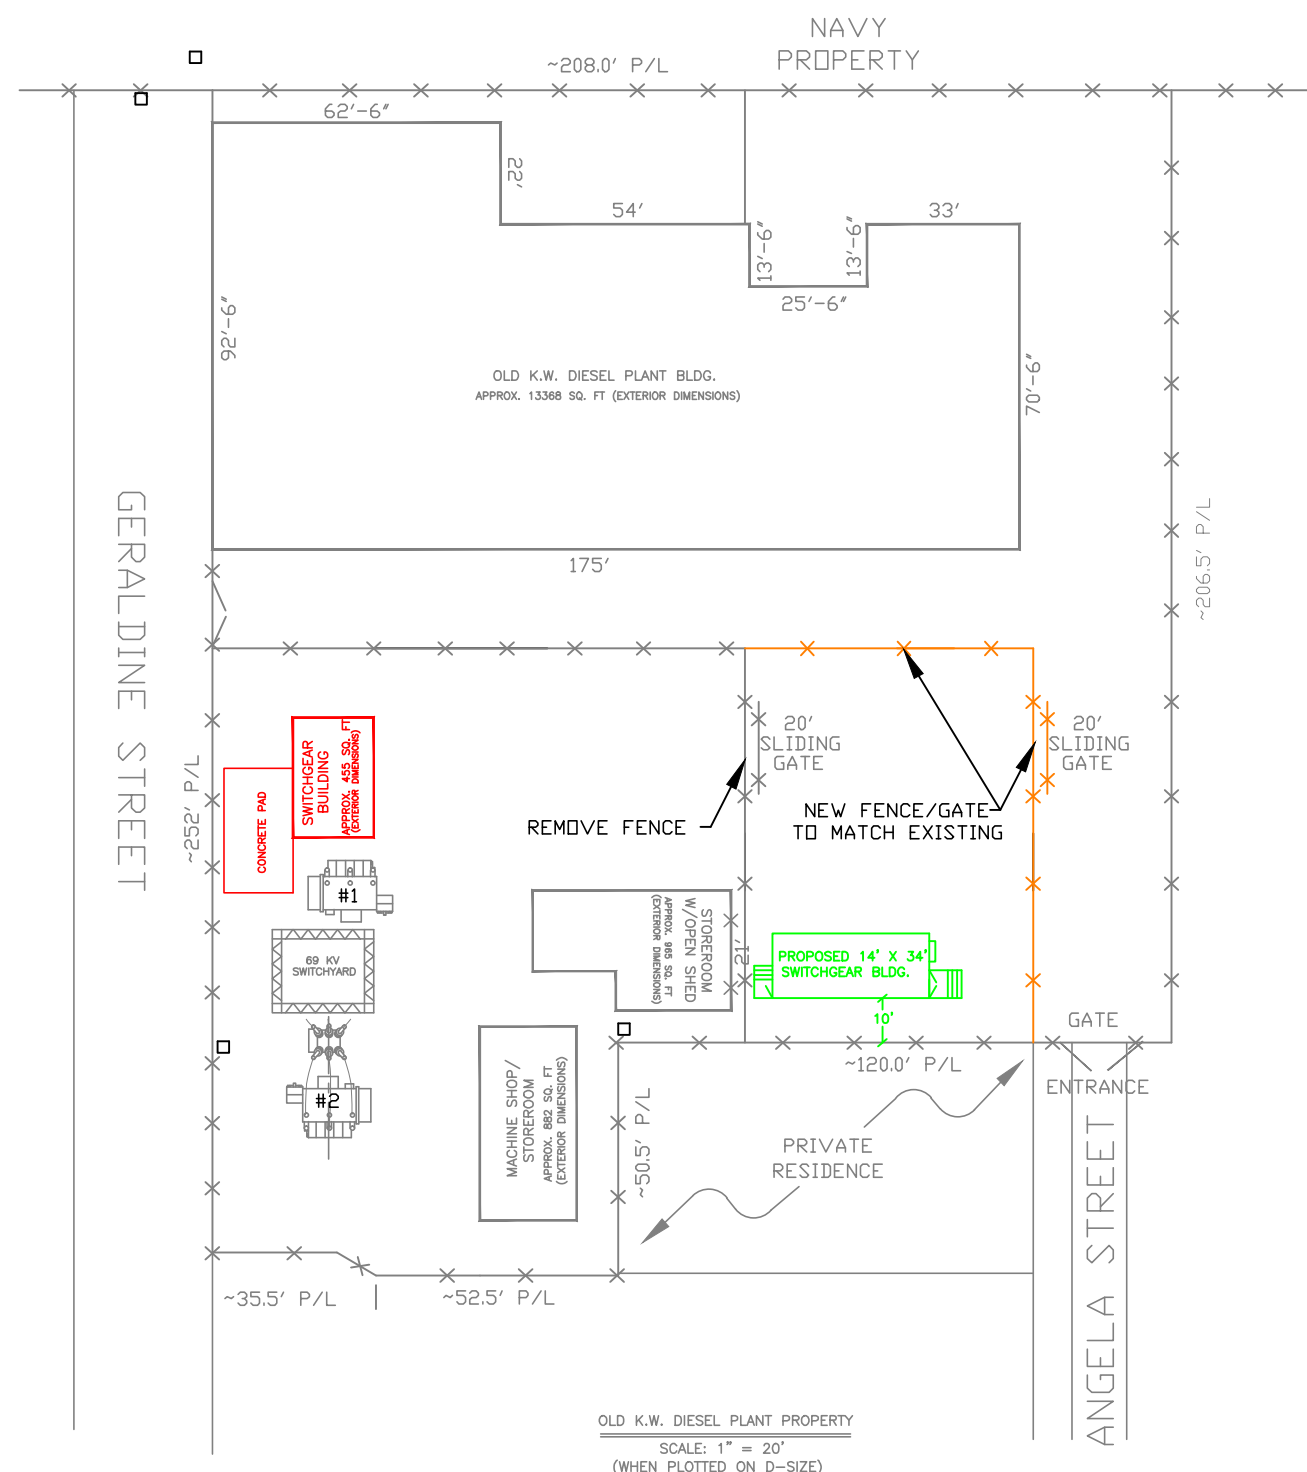 NAVY
PROPERTY
~208.0' P/L
62'-6"
22'
54'
13'-6"
13'-6"
33'
25'-6"
92'-6"
OLD K.W. DIESEL PLANT BLDG.
APPROX. 13368 SQ. FT (EXTERIOR DIMENSIONS)
70'-6"
175'
GERALDINE STREET
~206.5' P/L
~252' P/L
SWITCHGEAR
BUILDING
APPROX. 455 SQ. FT
(EXTERIOR DIMENSIONS)
CONCRETE PAD
20'
SLIDING
GATE
20'
SLIDING
GATE
REMOVE FENCE
NEW FENCE/GATE
TO MATCH EXISTING
#1
69 KV
SWITCHYARD
#2
STOREROOM
W/OPEN SHED
APPROX. 985 SQ. FT
(EXTERIOR DIMENSIONS)
21'
PROPOSED 14' X 34'
SWITCHGEAR BLDG.
10'
GATE
ENTRANCE
~120.0' P/L
MACHINE SHOP/
STOREROOM
APPROX. 882 SQ. FT
(EXTERIOR DIMENSIONS)
~50.5' P/L
PRIVATE
RESIDENCE
ANGELA STREET
~35.5' P/L
~52.5' P/L
OLD K.W. DIESEL PLANT PROPERTY
SCALE: 1" = 20'
(WHEN PLOTTED ON D-SIZE)